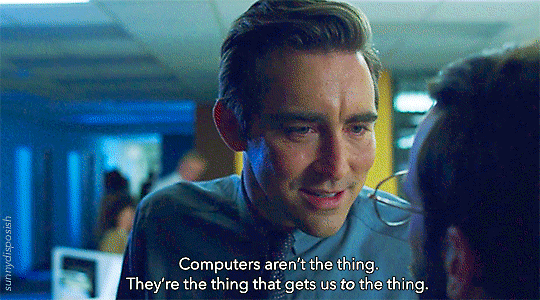 sunnydisposish
Computers aren't the thing.
They're the thing that gets us to the thing.